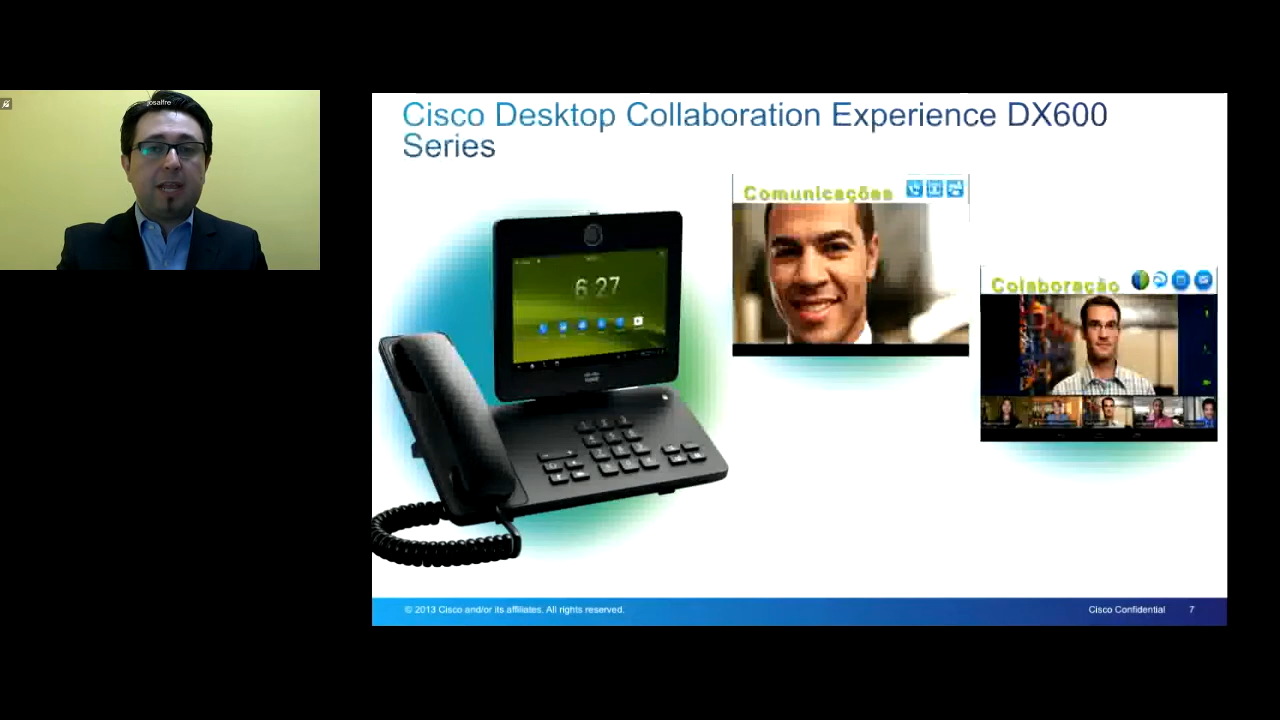 josalfre
Cisco Desktop Collaboration Experience DX600
Series
Comunicações
Colaboração
6 27
© 2013 Cisco and/or its affiliates. All rights reserved.
Cisco Confidential 7